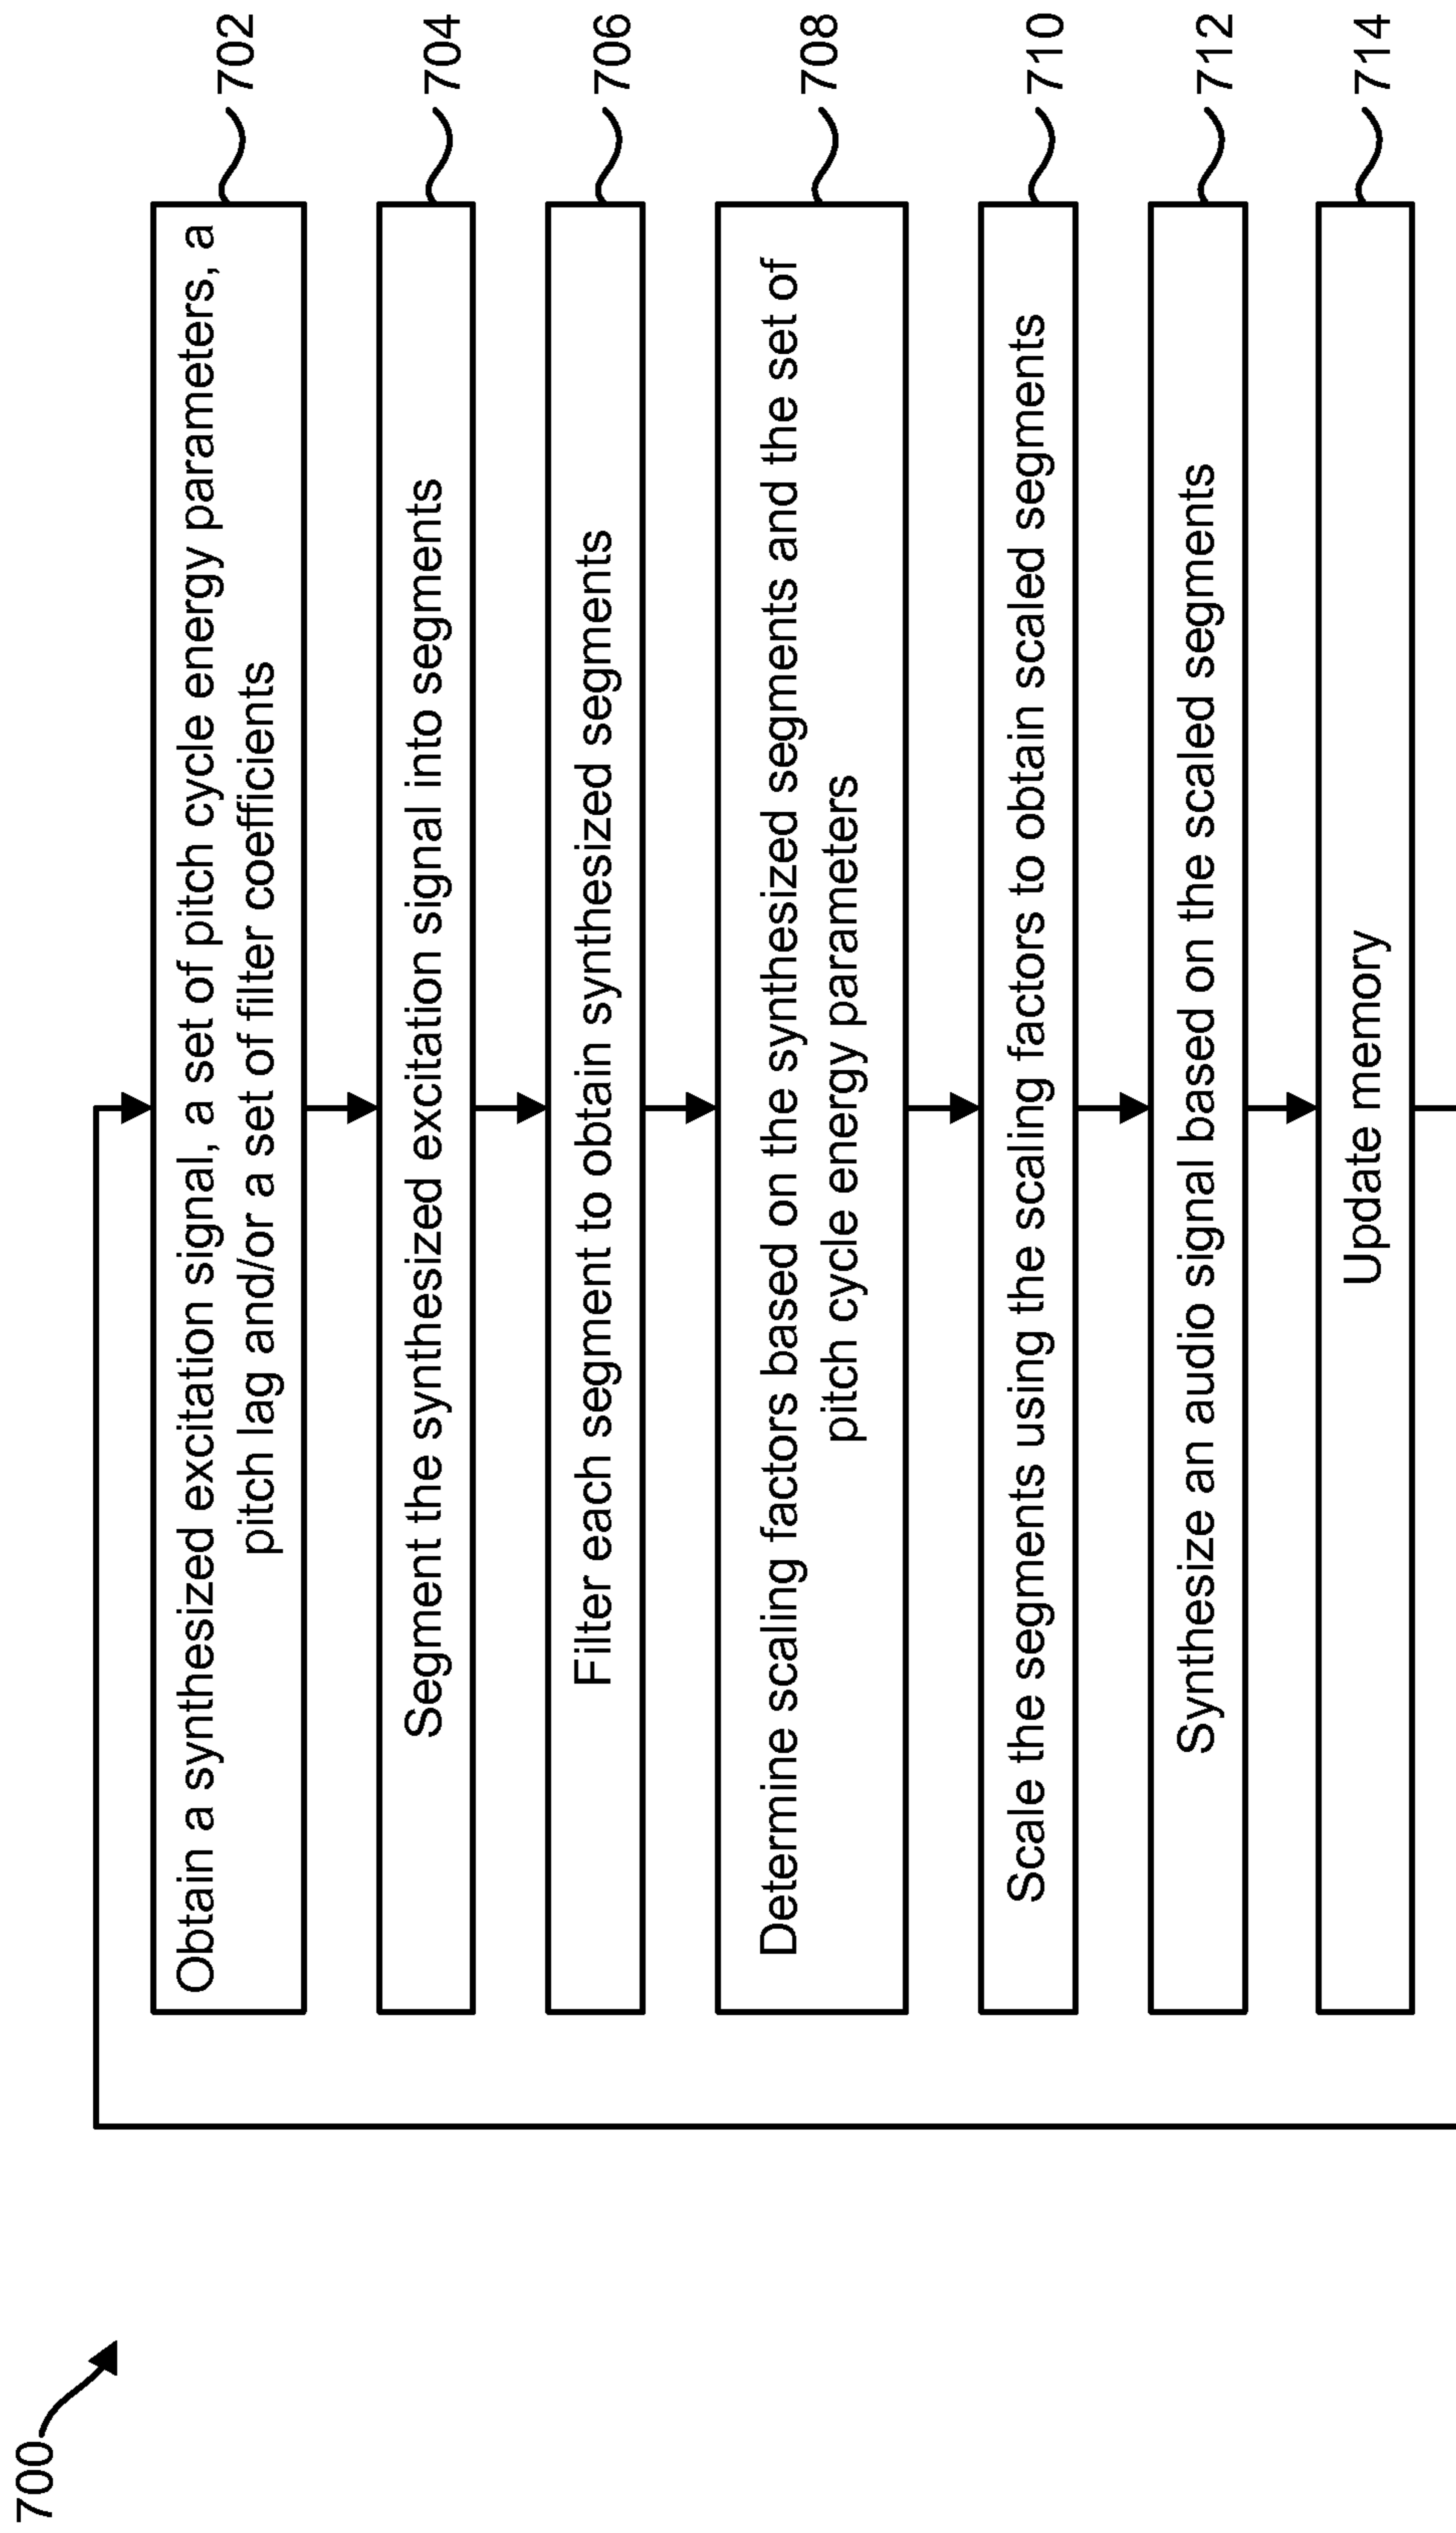 700
Obtain a synthesized excitation signal, a set of pitch cycle energy parameters, a
pitch lag and/or a set of filter coefficients
702
Segment the synthesized excitation signal into segments
704
Filter each segment to obtain synthesized segments
706
Determine scaling factors based on the synthesized segments and the set of
pitch cycle energy parameters
708
Scale the segments using the scaling factors to obtain scaled segments
710
Synthesize an audio signal based on the scaled segments
712
Update memory
714